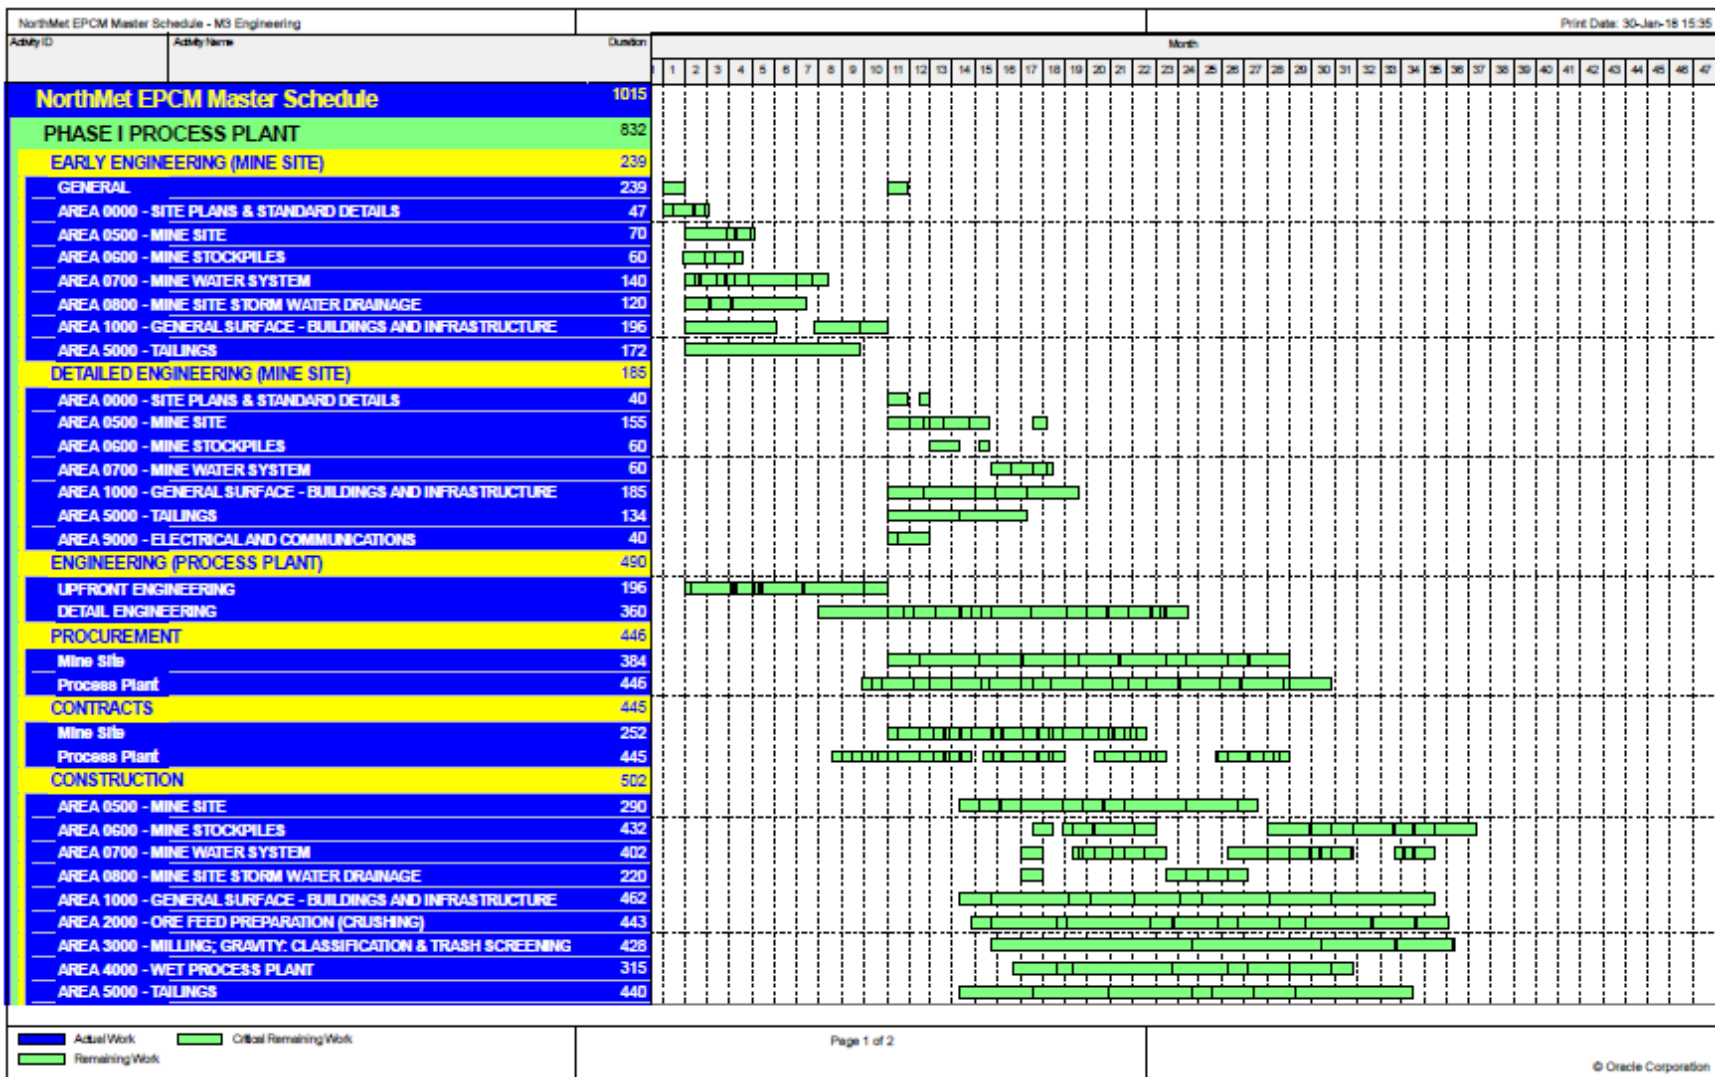 NorthMet EPCM Master Schedule - M3 Engineering Print Date: 30-Jan-18 15:35
Activity ID Activity Name Duration Month
1 2 3 4 5 6 7 8 9 10 11 12 13 14 15 16 17 18 19 20 21 22 23 24 25 26 27 28 29 30 31 32 33 34 35 36 37 38 39 40 41 42 43 44 45 46 47
NorthMet EPCM Master Schedule 1015
PHASE I PROCESS PLANT 832
EARLY ENGINEERING (MINE SITE) 239
GENERAL 239
AREA 0000 - SITE PLANS & STANDARD DETAILS 47
AREA 0500 - MINE SITE 70
AREA 0600 - MINE STOCKPILES 60
AREA 0700 - MINE WATER SYSTEM 140
AREA 0800 - MINE SITE STORM WATER DRAINAGE 120
AREA 1000 - GENERAL SURFACE - BUILDINGS AND INFRASTRUCTURE 196
AREA 5000 - TAILINGS 172
DETAILED ENGINEERING (MINE SITE) 185
AREA 0000 - SITE PLANS & STANDARD DETAILS 40
AREA 0500 - MINE SITE 155
AREA 0600 - MINE STOCKPILES 60
AREA 0700 - MINE WATER SYSTEM 60
AREA 1000 - GENERAL SURFACE - BUILDINGS AND INFRASTRUCTURE 185
AREA 5000 - TAILINGS 134
AREA 9000 - ELECTRICAL AND COMMUNICATIONS 40
ENGINEERING (PROCESS PLANT) 490
UPFRONT ENGINEERING 196
DETAIL ENGINEERING 360
PROCUREMENT 446
Mine Site 384
Process Plant 446
CONTRACTS 445
Mine Site 252
Process Plant 445
CONSTRUCTION 502
AREA 0500 - MINE SITE 290
AREA 0600 - MINE STOCKPILES 432
AREA 0700 - MINE WATER SYSTEM 402
AREA 0800 - MINE SITE STORM WATER DRAINAGE 220
AREA 1000 - GENERAL SURFACE - BUILDINGS AND INFRASTRUCTURE 462
AREA 2000 - ORE FEED PREPARATION (CRUSHING) 443
AREA 3000 - MILLING; GRAVITY: CLASSIFICATION & TRASH SCREENING 428
AREA 4000 - WET PROCESS PLANT 315
AREA 5000 - TAILINGS 440
Actual Work Critical Remaining Work Page 1 of 2
Remaining Work
© Oracle Corporation